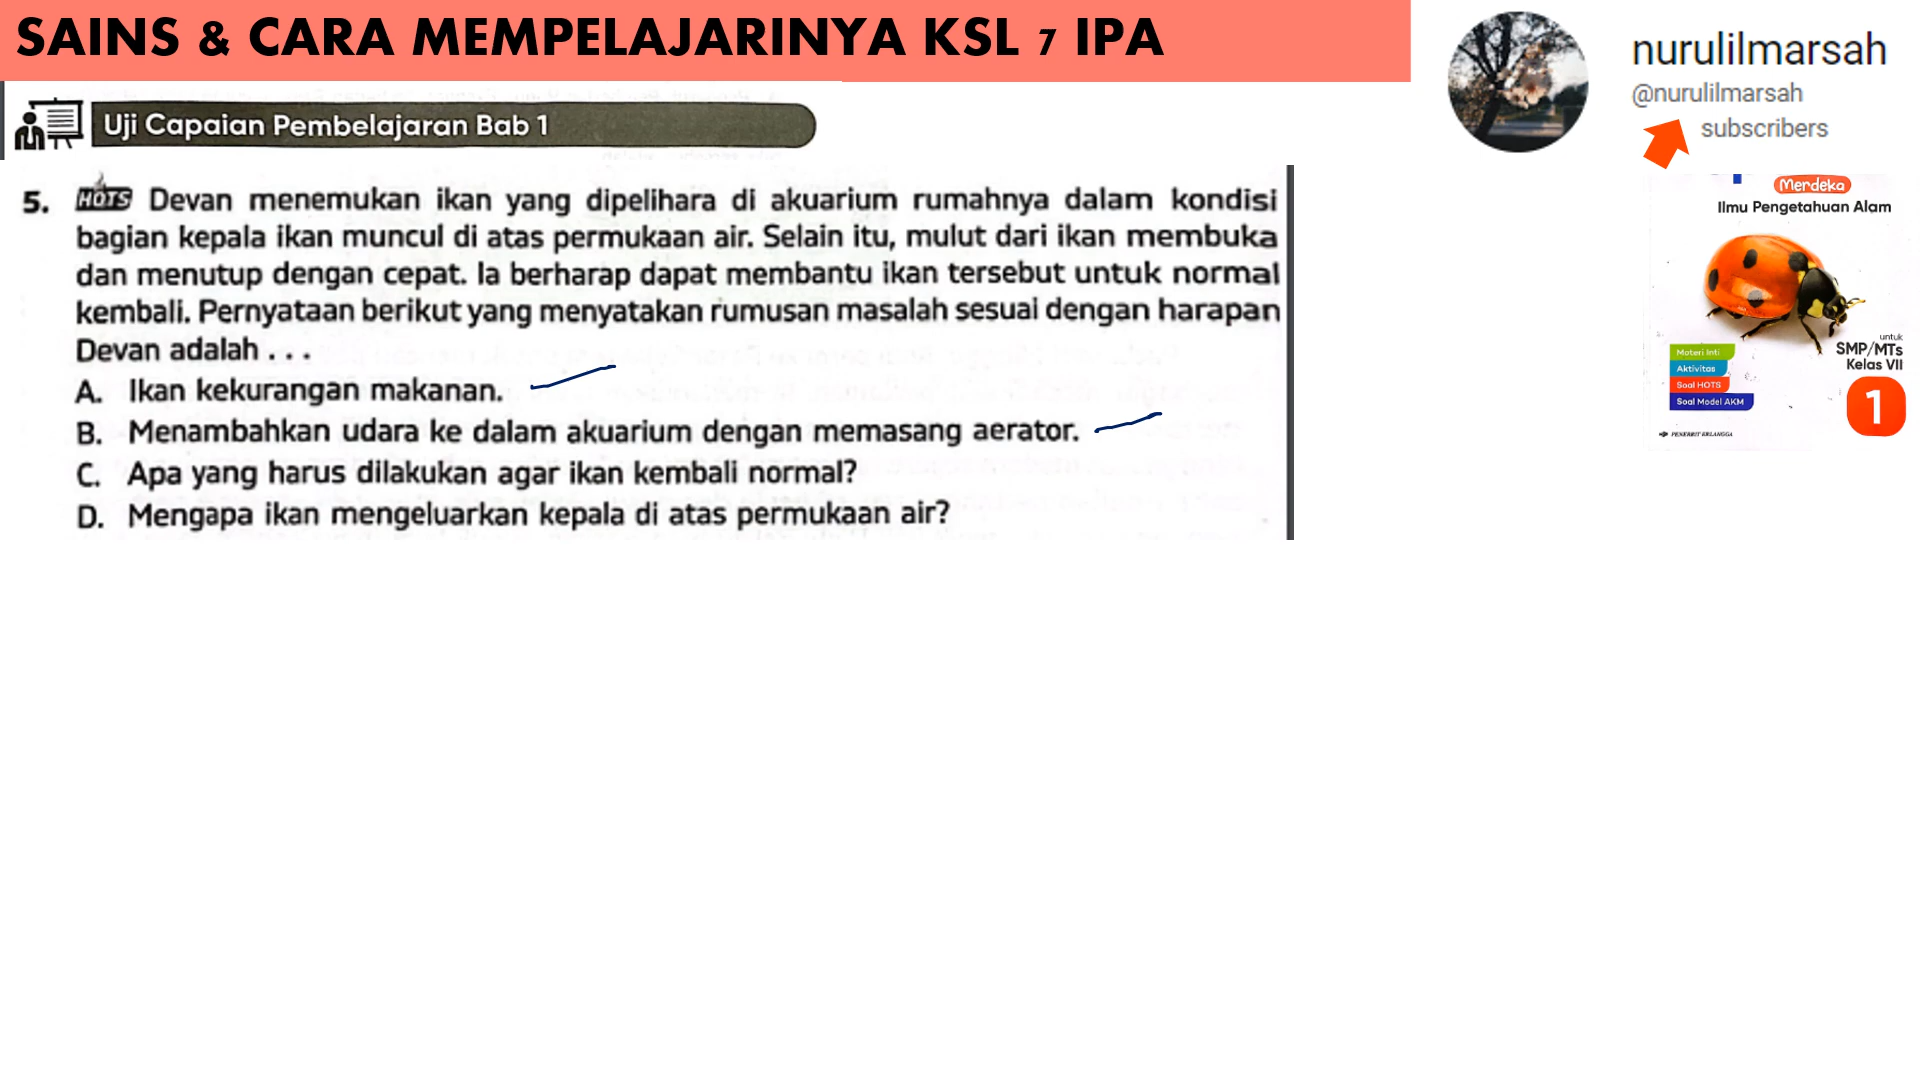 SAINS & CARA MEMPELAJARINYA KSL 7 IPA
nurulilmarsah
@nurulilmarsah
subscribers
Uji Capaian Pembelajaran Bab 1
5. HOTS Devan menemukan ikan yang dipelihara di akuarium rumahnya dalam kondisi
bagian kepala ikan muncul di atas permukaan air. Selain itu, mulut dari ikan membuka
dan menutup dengan cepat. Ia berharap dapat membantu ikan tersebut untuk normal
kembali. Pernyataan berikut yang menyatakan rumusan masalah sesuai dengan harapan
Devan adalah . . .
A. Ikan kekurangan makanan.
B. Menambahkan udara ke dalam akuarium dengan memasang aerator.
C. Apa yang harus dilakukan agar ikan kembali normal?
D. Mengapa ikan mengeluarkan kepala di atas permukaan air?
Merdeka
Ilmu Pengetahuan Alam
untuk
SMP/MTs
Kelas VII
1
Materi Inti
Aktivitas
Soal HOTS
Soal Model AKM
PENERBIT ERLANGGA